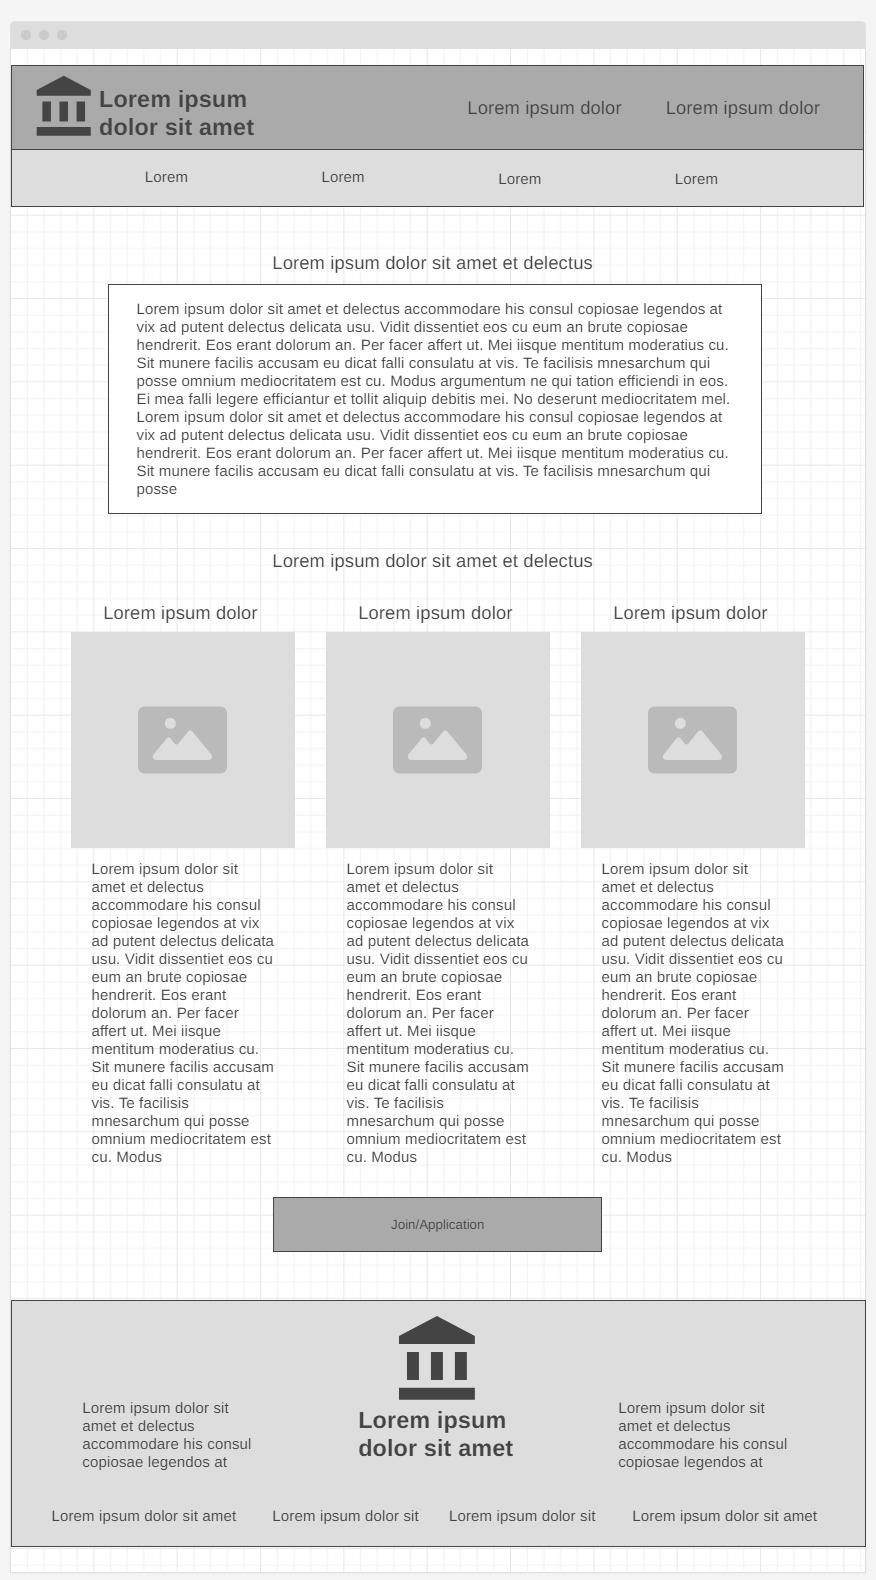 Lorem ipsum
dolor sit amet
Lorem ipsum dolor
Lorem ipsum dolor
Lorem
Lorem
Lorem
Lorem
Lorem ipsum dolor sit amet et delectus
Lorem ipsum dolor sit amet et delectus accommodare his consul copiosae legendos at
vix ad putent delectus delicata usu. Vidit dissentiet eos cu eum an brute copiosae
hendrerit. Eos erant dolorum an. Per facer affert ut. Mei iisque mentitum moderatius cu.
Sit munere facilis accusam eu dicat falli consulatu at vis. Te facilisis mnesarchum qui
posse omnium mediocritatem est cu. Modus argumentum ne qui tation efficiendi in eos.
Ei mea falli legere efficiantur et tollit aliquip debitis mei. No deserunt mediocritatem mel.
Lorem ipsum dolor sit amet et delectus accommodare his consul copiosae legendos at
vix ad putent delectus delicata usu. Vidit dissentiet eos cu eum an brute copiosae
hendrerit. Eos erant dolorum an. Per facer affert ut. Mei iisque mentitum moderatius cu.
Sit munere facilis accusam eu dicat falli consulatu at vis. Te facilisis mnesarchum qui
posse
Lorem ipsum dolor sit amet et delectus
Lorem ipsum dolor
Lorem ipsum dolor sit
amet et delectus
accommodare his consul
copiosae legendos at vix
ad putent delectus delicata
usu. Vidit dissentiet eos cu
eum an brute copiosae
hendrerit. Eos erant
dolorum an. Per facer
affert ut. Mei iisque
mentitum moderatius cu.
Sit munere facilis accusam
eu dicat falli consulatu at
vis. Te facilisis
mnesarchum qui posse
omnium mediocritatem est
cu. Modus
Lorem ipsum dolor
Lorem ipsum dolor sit
amet et delectus
accommodare his consul
copiosae legendos at vix
ad putent delectus delicata
usu. Vidit dissentiet eos cu
eum an brute copiosae
hendrerit. Eos erant
dolorum an. Per facer
affert ut. Mei iisque
mentitum moderatius cu.
Sit munere facilis accusam
eu dicat falli consulatu at
vis. Te facilisis
mnesarchum qui posse
omnium mediocritatem est
cu. Modus
Lorem ipsum dolor
Lorem ipsum dolor sit
amet et delectus
accommodare his consul
copiosae legendos at vix
ad putent delectus delicata
usu. Vidit dissentiet eos cu
eum an brute copiosae
hendrerit. Eos erant
dolorum an. Per facer
affert ut. Mei iisque
mentitum moderatius cu.
Sit munere facilis accusam
eu dicat falli consulatu at
vis. Te facilisis
mnesarchum qui posse
omnium mediocritatem est
cu. Modus
Join/Application
Lorem ipsum dolor sit
amet et delectus
accommodare his consul
copiosae legendos at
Lorem ipsum
dolor sit amet
Lorem ipsum dolor sit
amet et delectus
accommodare his consul
copiosae legendos at
Lorem ipsum dolor sit amet
Lorem ipsum dolor sit
Lorem ipsum dolor sit
Lorem ipsum dolor sit amet